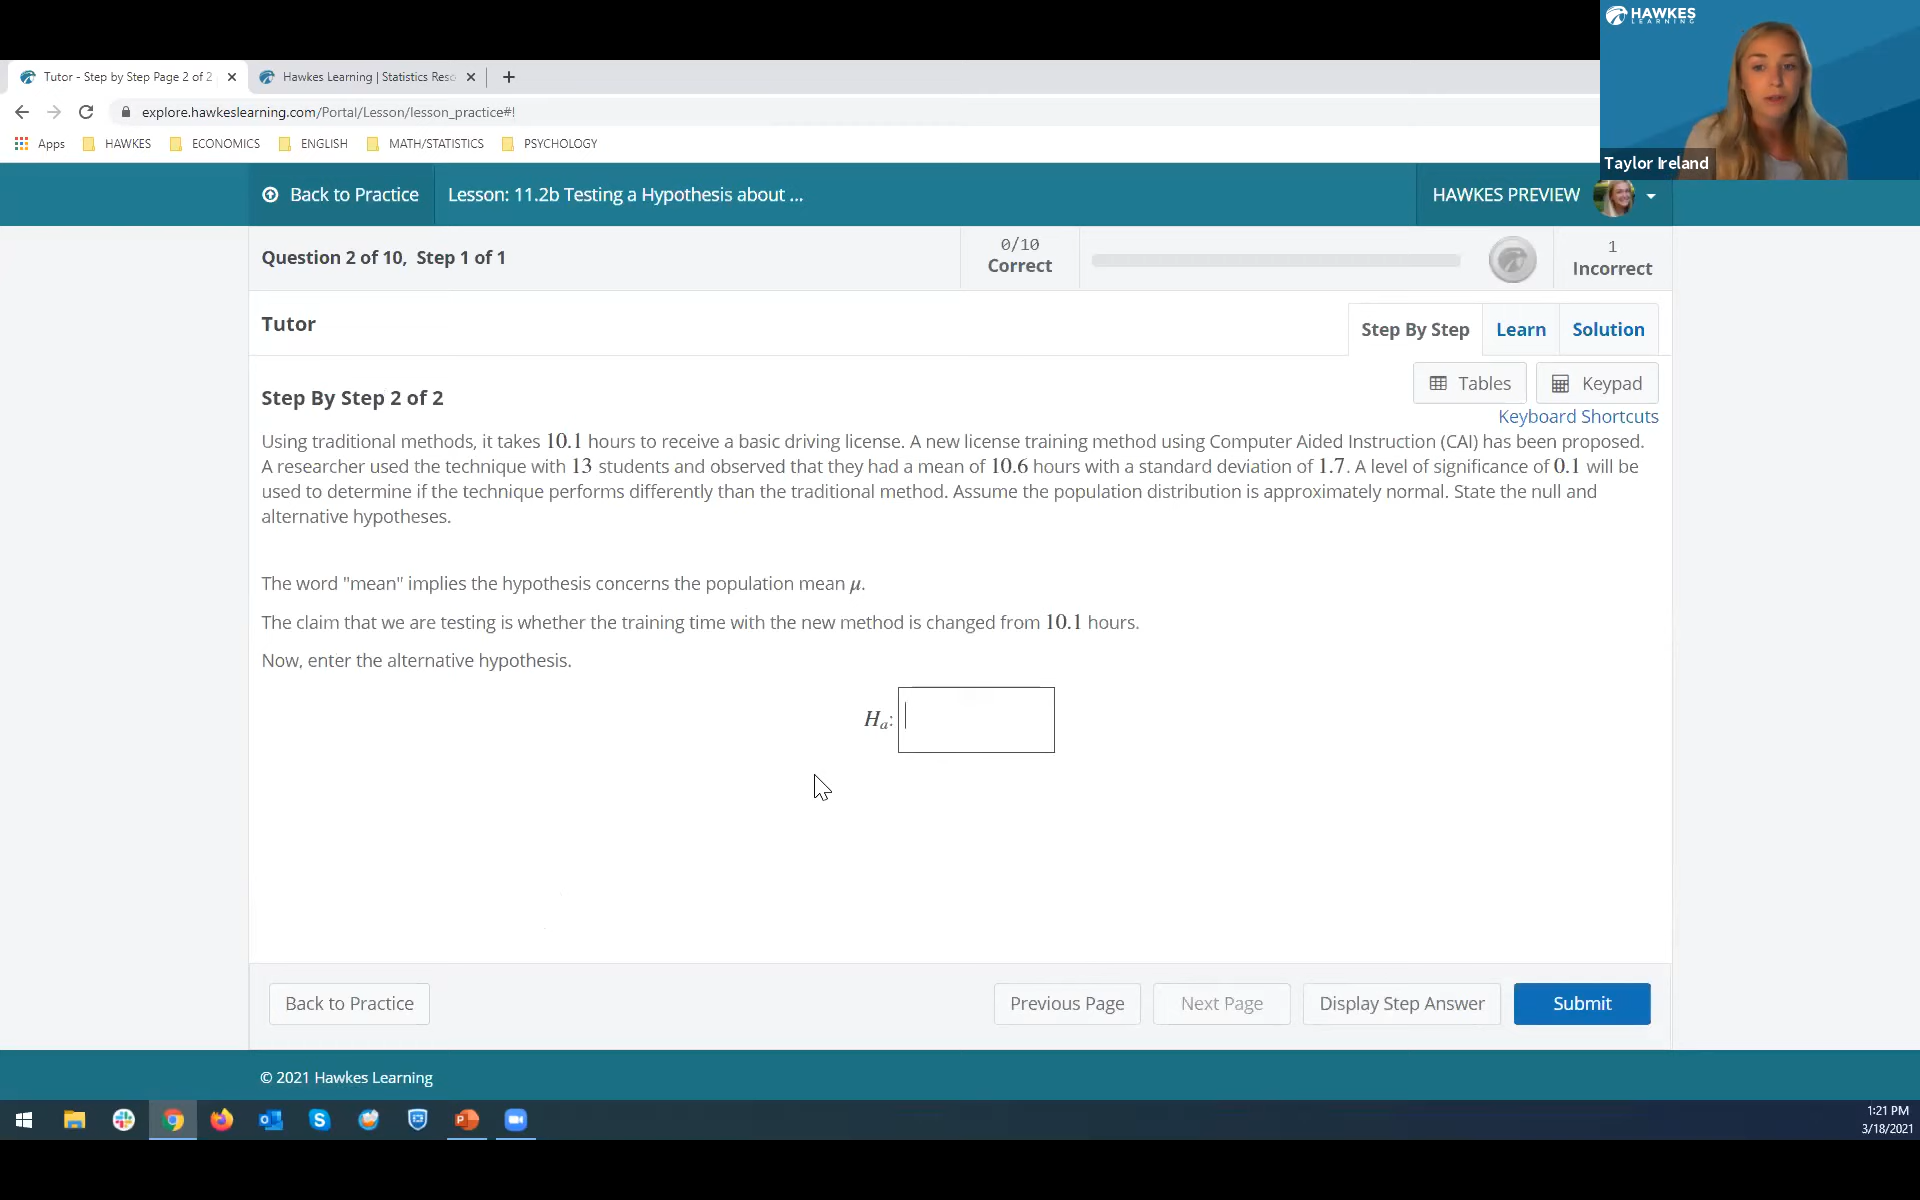 HAWKES
LEARNING
Taylor Ireland
Tutor - Step by Step Page 2 of 2
Hawkes Learning | Statistics Reso
explore.hawkeslearning.com/Portal/Lesson/lesson_practice#!
Apps HAWKES ECONOMICS ENGLISH MATH/STATISTICS PSYCHOLOGY
Back to Practice Lesson: 11.2b Testing a Hypothesis about ... HAWKES PREVIEW
Question 2 of 10, Step 1 of 1
0/10
Correct
1
Incorrect
Tutor
Step By Step Learn Solution
Tables Keypad
Keyboard Shortcuts
Step By Step 2 of 2
Using traditional methods, it takes 10.1 hours to receive a basic driving license. A new license training method using Computer Aided Instruction (CAI) has been proposed.
A researcher used the technique with 13 students and observed that they had a mean of 10.6 hours with a standard deviation of 1.7. A level of significance of 0.1 will be
used to determine if the technique performs differently than the traditional method. Assume the population distribution is approximately normal. State the null and
alternative hypotheses.
The word "mean" implies the hypothesis concerns the population mean μ.
The claim that we are testing is whether the training time with the new method is changed from 10.1 hours.
Now, enter the alternative hypothesis.
Hₐ:
Back to Practice Previous Page Next Page Display Step Answer Submit
© 2021 Hawkes Learning
1:21 PM
3/18/2021